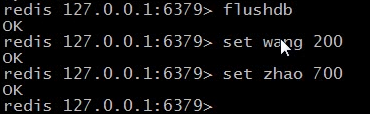 redis 127.0.0.1:6379> flushdb
OK
redis 127.0.0.1:6379> set wang 200
OK
redis 127.0.0.1:6379> set zhao 700
OK
redis 127.0.0.1:6379>